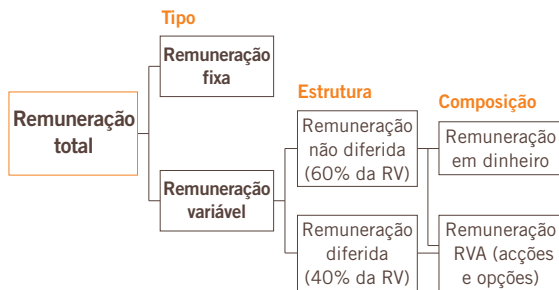 Tipo
Remuneração
fixa
Estrutura
Composição
Remuneração
total
Remuneração
não diferida
(60% da RV)
Remuneração
em dinheiro
Remuneração
variável
Remuneração
diferida
(40% da RV)
Remuneração
RVA (acções
e opções)